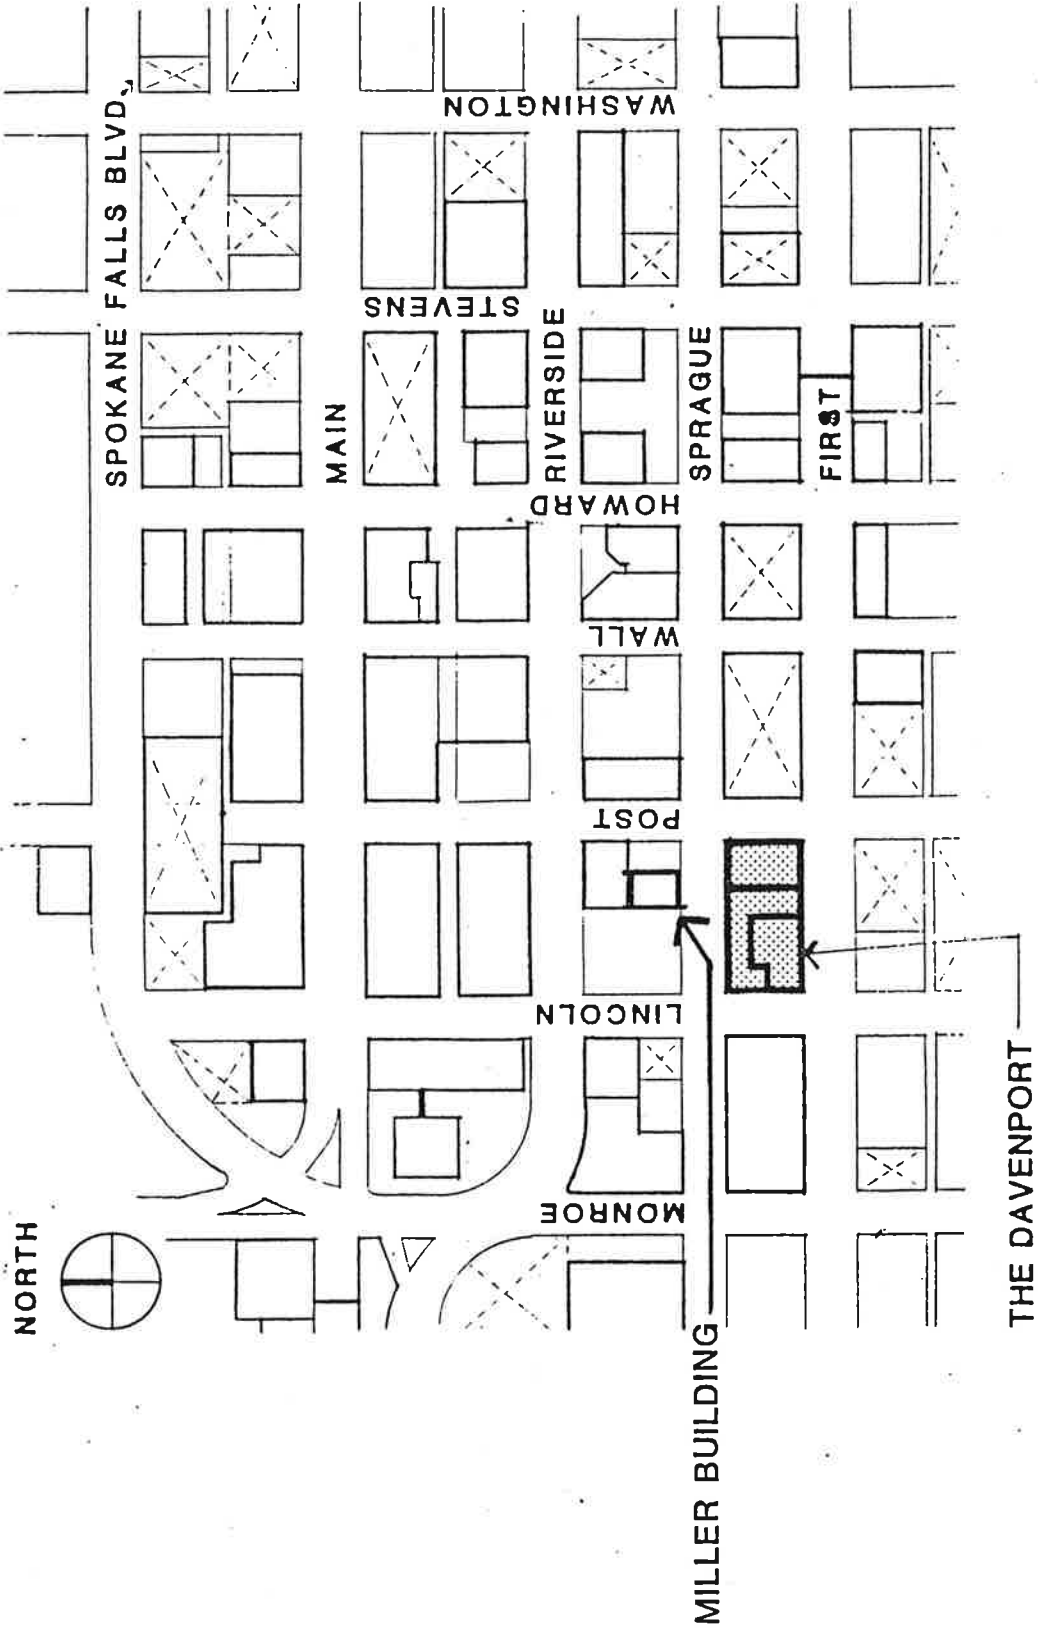 NORTH
SPOKANE FALLS BLVD.
MAIN
RIVERSIDE
SPRAGUE
FIRST
WASHINGTON
STEVENS
HOWARD
WALL
POST
LINCOLN
MONROE
MILLER BUILDING
THE DAVENPORT